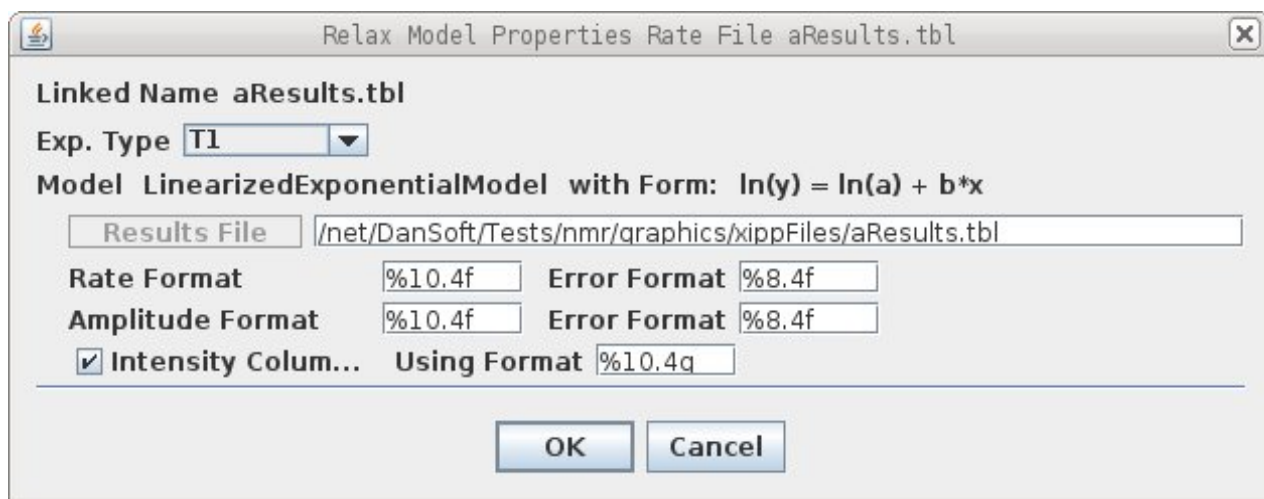 Relax Model Properties Rate File aResults.tbl
Linked Name aResults.tbl
Exp. Type T1
Model LinearizedExponentialModel with Form: ln(y) = ln(a) + b*x
Results File /net/DanSoft/Tests/nmr/graphics/xippFiles/aResults.tbl
Rate Format %10.4f Error Format %8.4f
Amplitude Format %10.4f Error Format %8.4f
Intensity Colum... Using Format %10.4g
OK Cancel